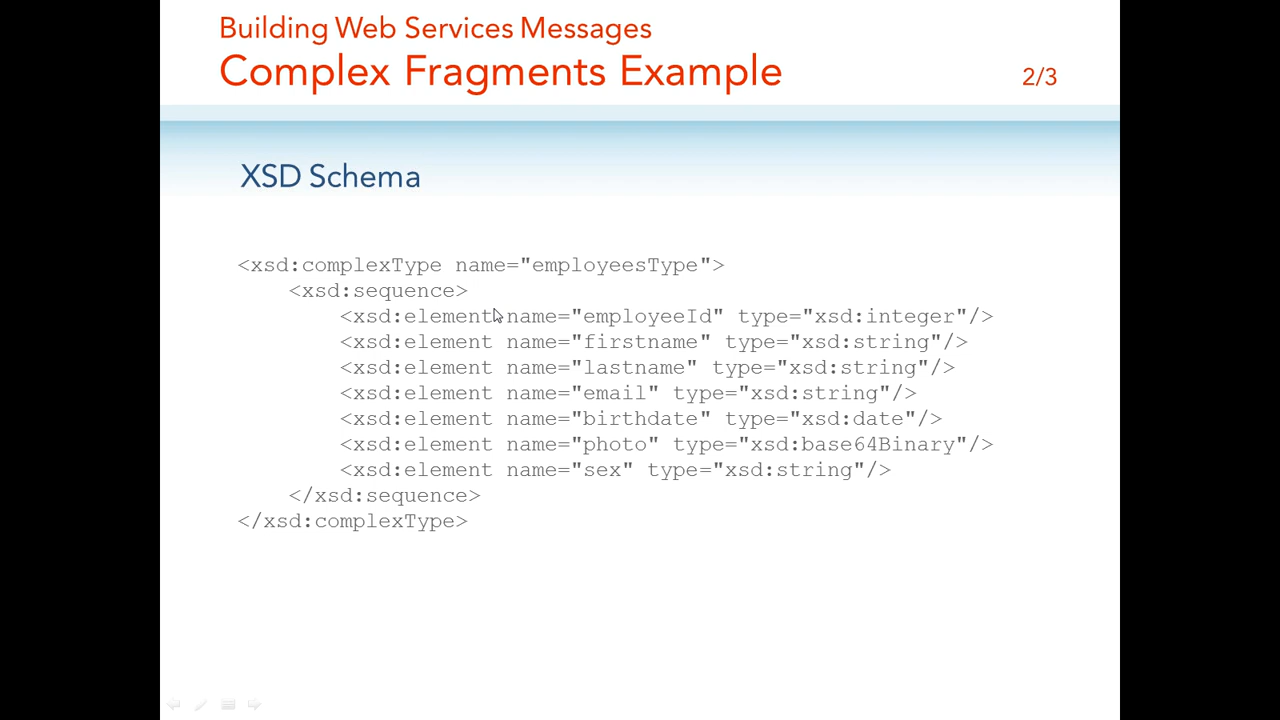 Building Web Services Messages
Complex Fragments Example 2/3
XSD Schema
<xsd:complexType name="employeesType">
<xsd:sequence>
<xsd:element name="employeeId" type="xsd:integer"/>
<xsd:element name="firstname" type="xsd:string"/>
<xsd:element name="lastname" type="xsd:string"/>
<xsd:element name="email" type="xsd:string"/>
<xsd:element name="birthdate" type="xsd:date"/>
<xsd:element name="photo" type="xsd:base64Binary"/>
<xsd:element name="sex" type="xsd:string"/>
</xsd:sequence>
</xsd:complexType>